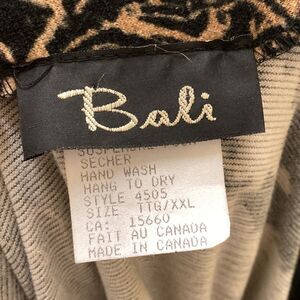 Bali
SECHER
HAND WASH
HANG TO DRY
STYLE 4505
SIZE TTG/XXL
CA: 15660
FAIT AU CANADA
MADE IN CANADA